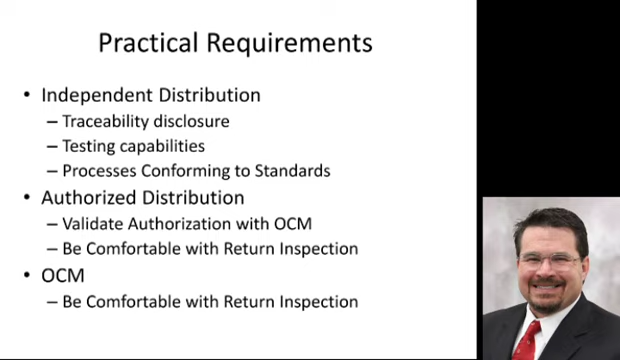 Practical Requirements
• Independent Distribution
– Traceability disclosure
– Testing capabilities
– Processes Conforming to Standards
• Authorized Distribution
– Validate Authorization with OCM
– Be Comfortable with Return Inspection
• OCM
– Be Comfortable with Return Inspection